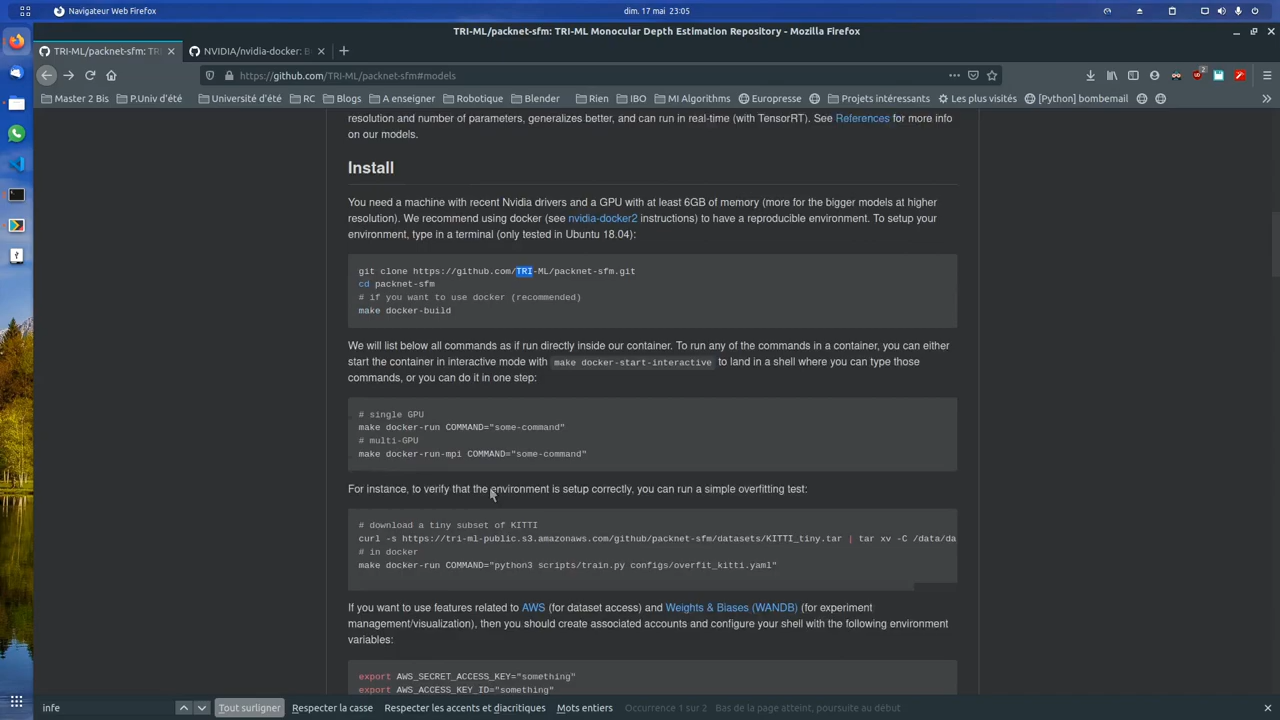 Navigateur Web Firefox
dim. 17 mai 23:05
TRI-ML/packnet-sfm: TRI-ML Monocular Depth Estimation Repository - Mozilla Firefox
TRI-ML/packnet-sfm: TRI
NVIDIA/nvidia-docker: B
https://github.com/TRI-ML/packnet-sfm#models
2
Master 2 Bis
P.Univ d'été
Université d'été
RC
Blogs
A enseigner
Robotique
Blender
Rien
IBO
MI Algorithms
Europresse
Projets intéressants
Les plus visités
[Python] bombemail
resolution and number of parameters, generalizes better, and can run in real-time (with TensorRT). See References for more info
on our models.
Install
You need a machine with recent Nvidia drivers and a GPU with at least 6GB of memory (more for the bigger models at higher
resolution). We recommend using docker (see nvidia-docker2 instructions) to have a reproducible environment. To setup your
environment, type in a terminal (only tested in Ubuntu 18.04):
git clone https://github.com/TRI-ML/packnet-sfm.git
cd packnet-sfm
# if you want to use docker (recommended)
make docker-build
We will list below all commands as if run directly inside our container. To run any of the commands in a container, you can either
start the container in interactive mode with make docker-start-interactive to land in a shell where you can type those
commands, or you can do it in one step:
# single GPU
make docker-run COMMAND="some-command"
# multi-GPU
make docker-run-mpi COMMAND="some-command"
For instance, to verify that the environment is setup correctly, you can run a simple overfitting test:
# download a tiny subset of KITTI
curl -s https://tri-ml-public.s3.amazonaws.com/github/packnet-sfm/datasets/KITTI_tiny.tar | tar xv -C /data/da
# in docker
make docker-run COMMAND="python3 scripts/train.py configs/overfit_kitti.yaml"
If you want to use features related to AWS (for dataset access) and Weights & Biases (WANDB) (for experiment
management/visualization), then you should create associated accounts and configure your shell with the following environment
variables:
export AWS_SECRET_ACCESS_KEY="something"
export AWS_ACCESS_KEY_ID="something"
infe
Tout surligner
Respecter la casse
Respecter les accents et diacritiques
Mots entiers
Occurrence 1 sur 2
Bas de la page atteint, poursuite au début